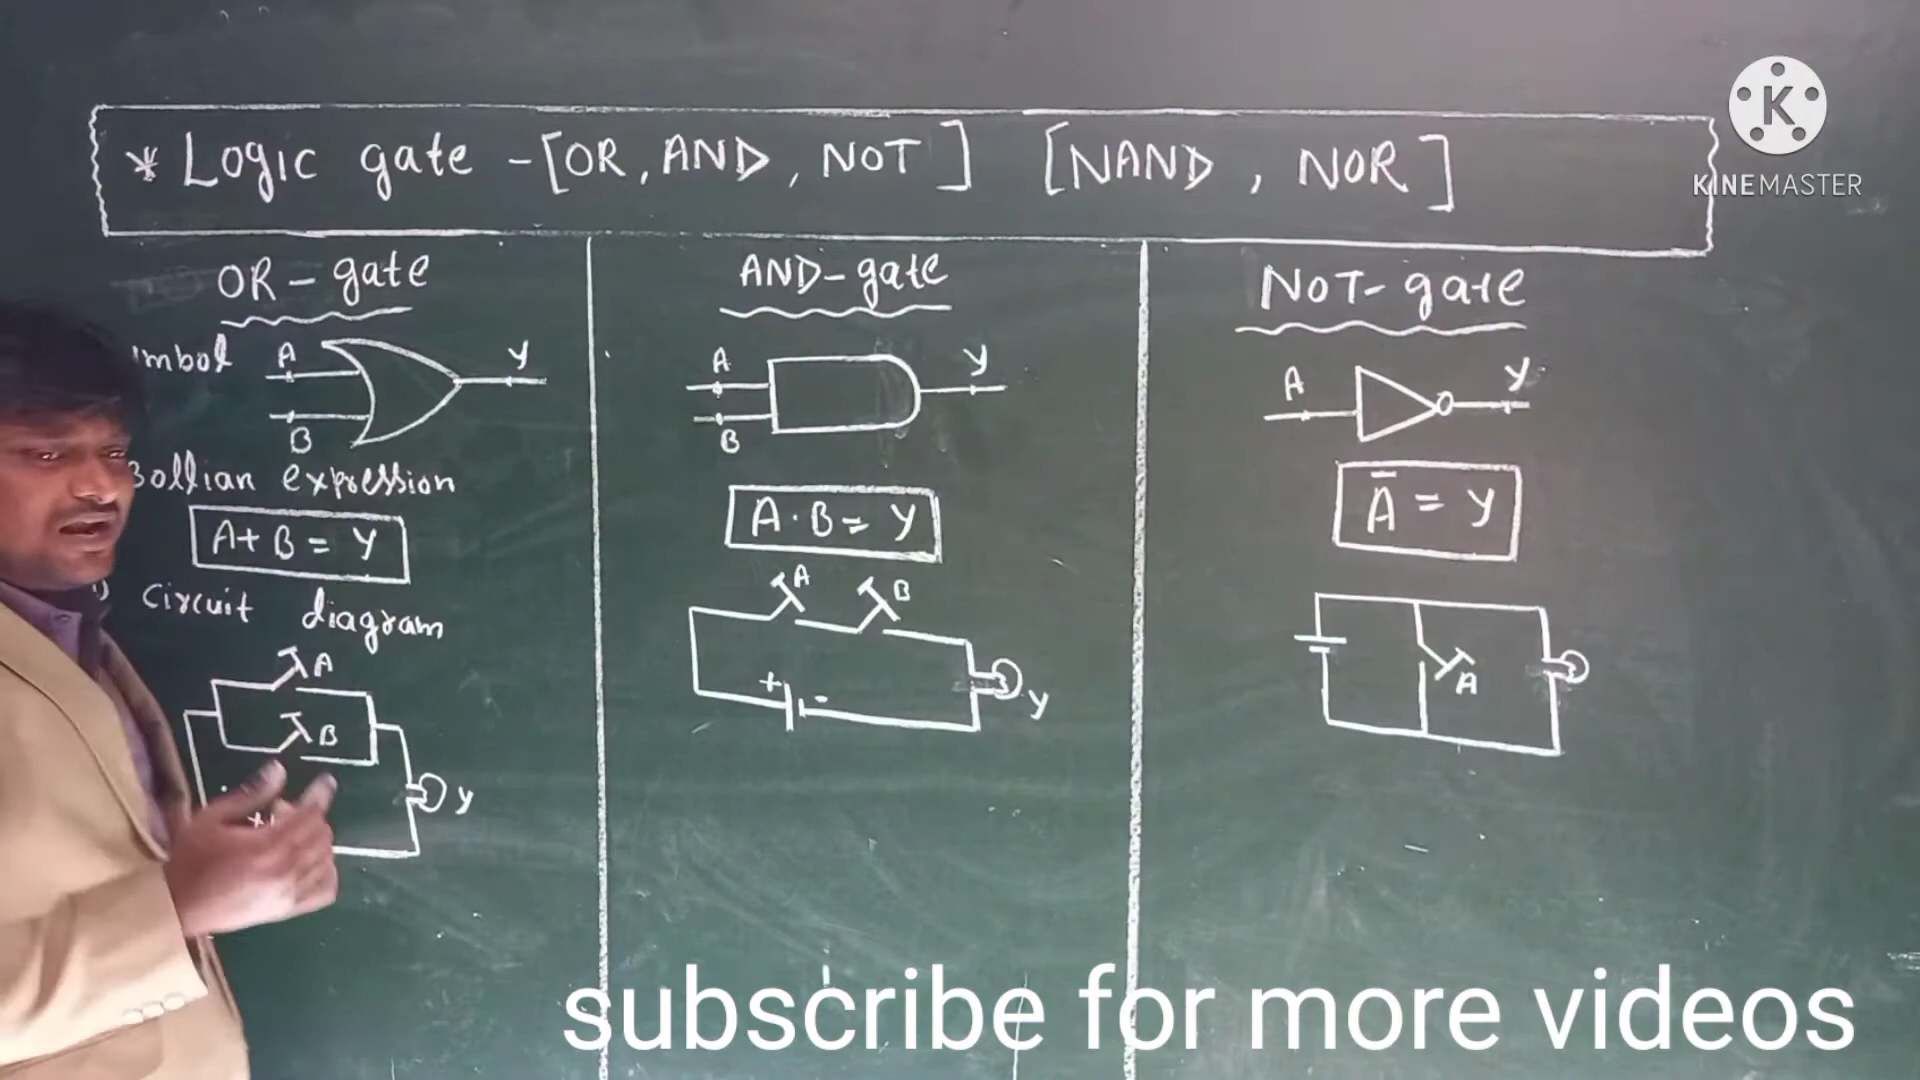 * Logic gate - [OR, AND, NOT] [NAND, NOR]
K
KINEMASTER
OR - gate
imbol A B Y
Bollian expression
A + B = Y
Circuit diagram
A
B
Y
AND - gate
A B Y
A · B = Y
A B
+ -
Y
NOT - gate
A Y
Ā = Y
A
subscribe for more videos